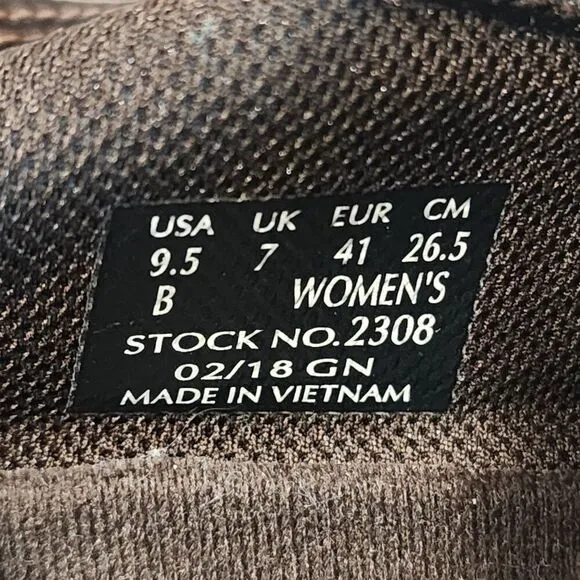 USA UK EUR CM
9.5 7 41 26.5
B WOMEN'S
STOCK NO.2308
02/18 GN
MADE IN VIETNAM